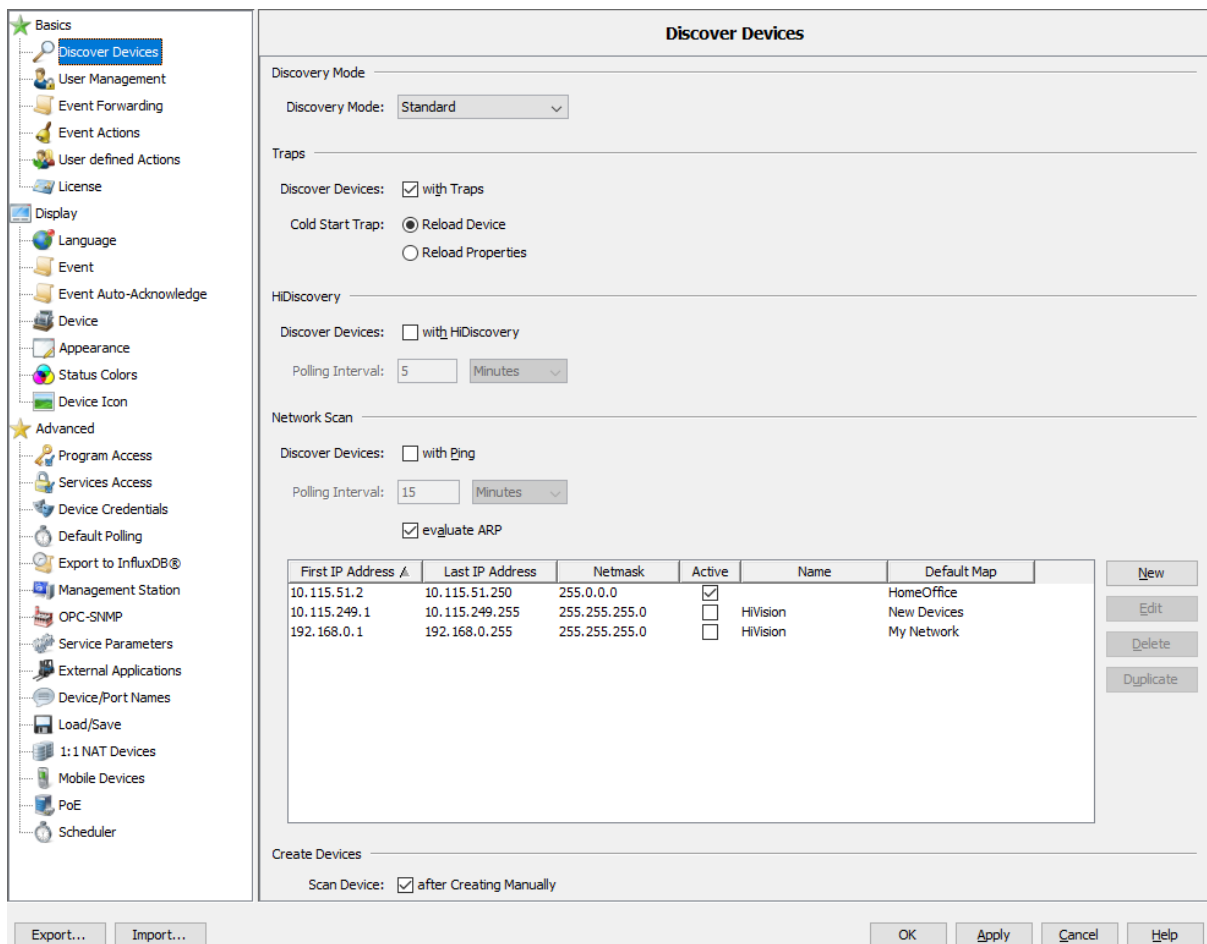 Basics
Discover Devices
User Management
Event Forwarding
Event Actions
User defined Actions
License
Display
Language
Event
Event Auto-Acknowledge
Device
Appearance
Status Colors
Device Icon
Advanced
Program Access
Services Access
Device Credentials
Default Polling
Export to InfluxDB®
Management Station
OPC-SNMP
Service Parameters
External Applications
Device/Port Names
Load/Save
1:1 NAT Devices
Mobile Devices
PoE
Scheduler
Discover Devices
Discovery Mode
Discovery Mode: Standard
Traps
Discover Devices: with Traps
Cold Start Trap: Reload Device
Reload Properties
HiDiscovery
Discover Devices: with HiDiscovery
Polling Interval: 5 Minutes
Network Scan
Discover Devices: with Ping
Polling Interval: 15 Minutes
evaluate ARP
First IP Address Last IP Address Netmask Active Name Default Map
10.115.51.2 10.115.51.250 255.0.0.0 HomeOffice
10.115.249.1 10.115.249.255 255.255.255.0 HiVision New Devices
192.168.0.1 192.168.0.255 255.255.255.0 HiVision My Network
New
Edit
Delete
Duplicate
Create Devices
Scan Device: after Creating Manually
Export... Import... OK Apply Cancel Help